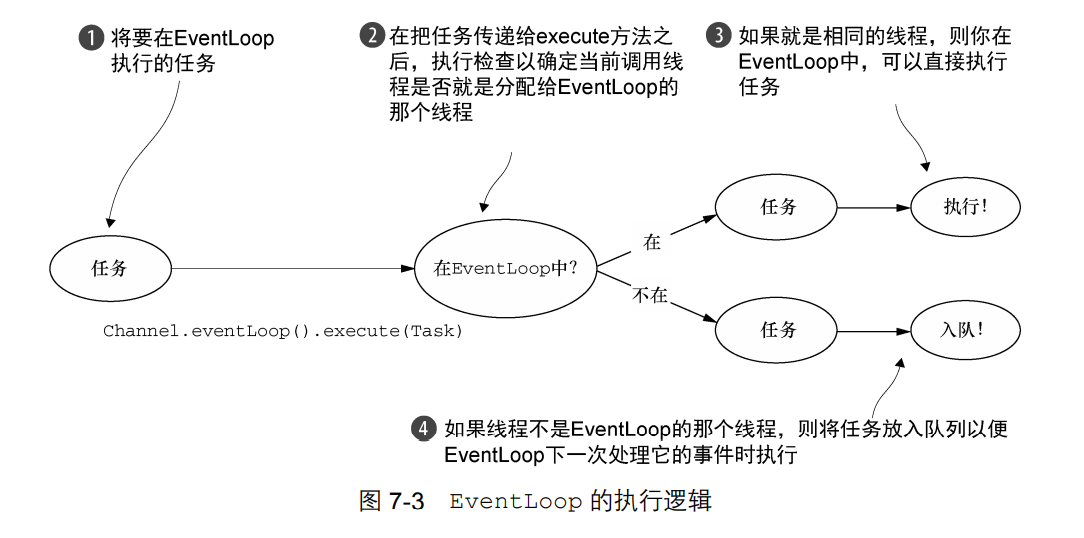 ❶ 将要在EventLoop
执行的任务
❷ 在把任务传递给execute方法之
后，执行检查以确定当前调用线
程是否就是分配给EventLoop的
那个线程
❸ 如果就是相同的线程，则你在
EventLoop中，可以直接执行
任务
任务
Channel.eventLoop().execute(Task)
在EventLoop中？
在
任务
执行！
不在
任务
入队！
❹ 如果线程不是EventLoop的那个线程，则将任务放入队列以便
EventLoop下一次处理它的事件时执行
图 7-3 EventLoop 的执行逻辑